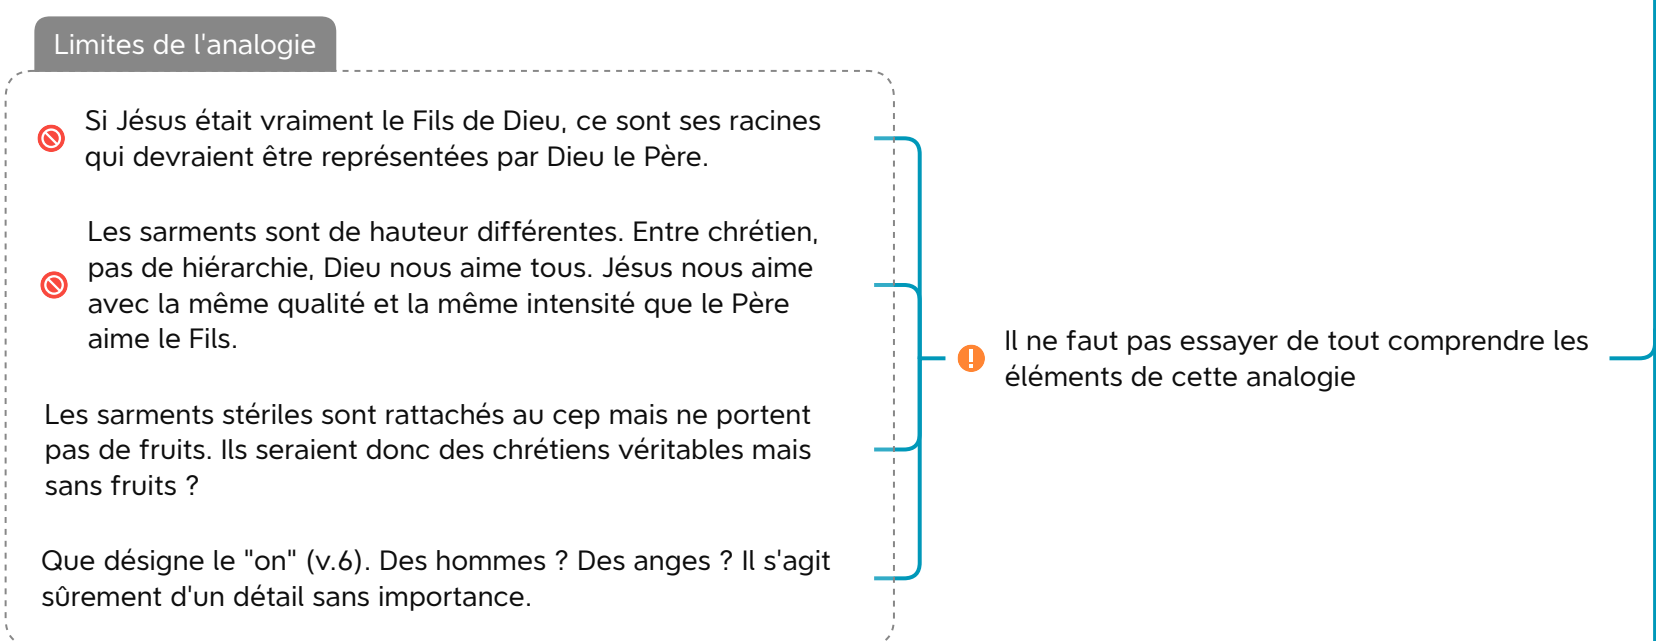 Limites de l'analogie
Si Jésus était vraiment le Fils de Dieu, ce sont ses racines
qui devraient être représentées par Dieu le Père.
Les sarments sont de hauteur différentes. Entre chrétien,
pas de hiérarchie, Dieu nous aime tous. Jésus nous aime
avec la même qualité et la même intensité que le Père
aime le Fils.
Les sarments stériles sont rattachés au cep mais ne portent
pas de fruits. Ils seraient donc des chrétiens véritables mais
sans fruits ?
Que désigne le "on" (v.6). Des hommes ? Des anges ? Il s'agit
sûrement d'un détail sans importance.
Il ne faut pas essayer de tout comprendre les
éléments de cette analogie